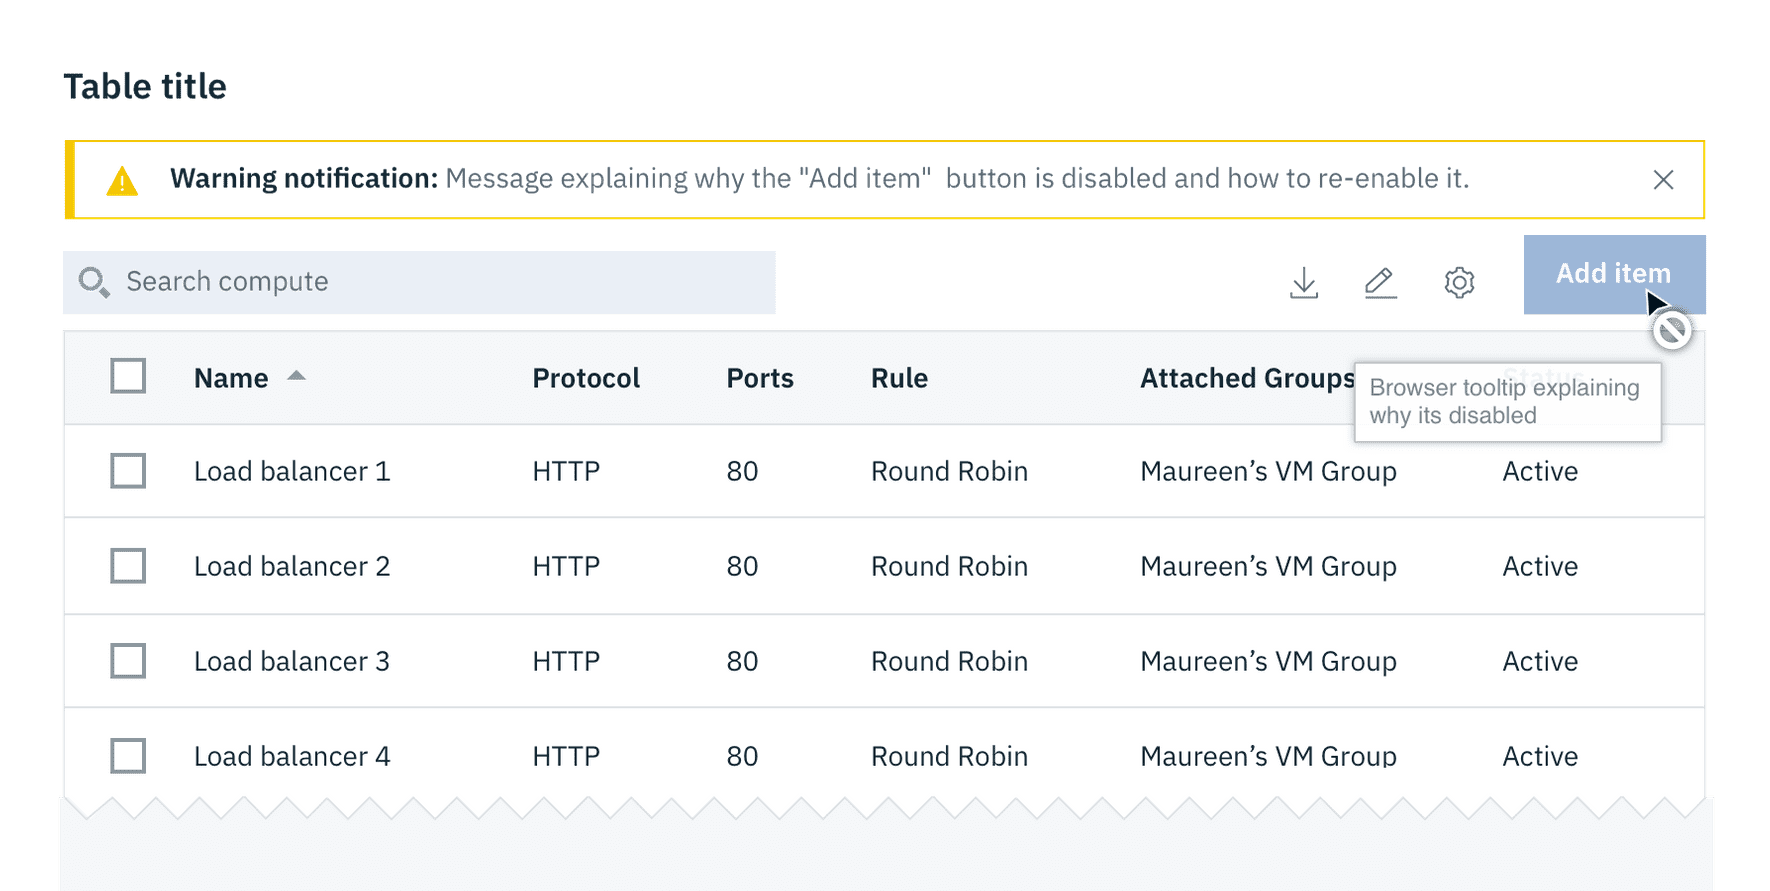 Table title
Warning notification: Message explaining why the "Add item" button is disabled and how to re-enable it.
Search compute
Add item
Name Protocol Ports Rule Attached Groups Status
Browser tooltip explaining
why its disabled
Load balancer 1 HTTP 80 Round Robin Maureen’s VM Group Active
Load balancer 2 HTTP 80 Round Robin Maureen’s VM Group Active
Load balancer 3 HTTP 80 Round Robin Maureen’s VM Group Active
Load balancer 4 HTTP 80 Round Robin Maureen’s VM Group Active